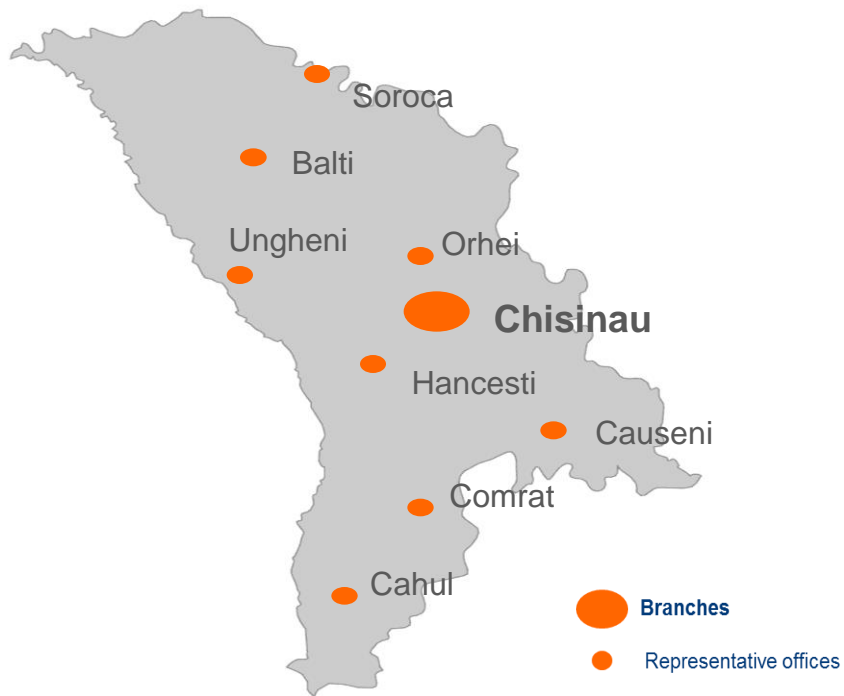 Soroca
Balti
Ungheni
Orhei
Chisinau
Hancesti
Causeni
Comrat
Cahul
Branches
Representative offices